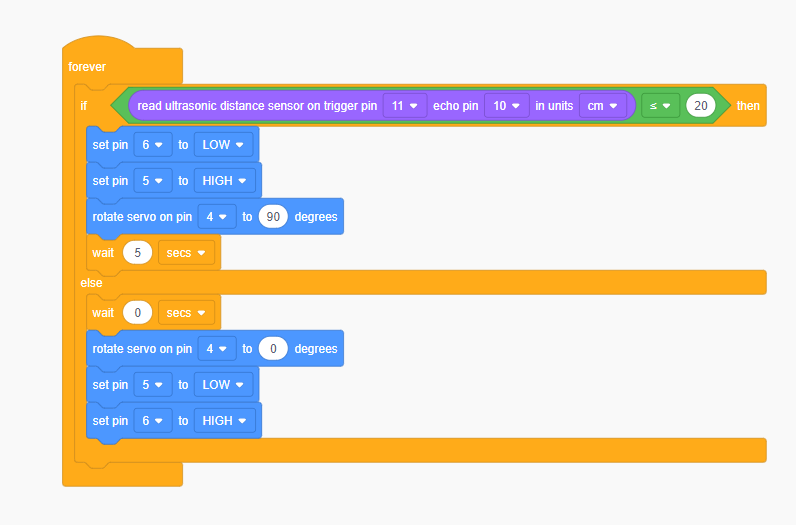 forever
if read ultrasonic distance sensor on trigger pin 11 echo pin 10 in units cm ≤ 20 then
set pin 6 to LOW
set pin 5 to HIGH
rotate servo on pin 4 to 90 degrees
wait 5 secs
else
wait 0 secs
rotate servo on pin 4 to 0 degrees
set pin 5 to LOW
set pin 6 to HIGH